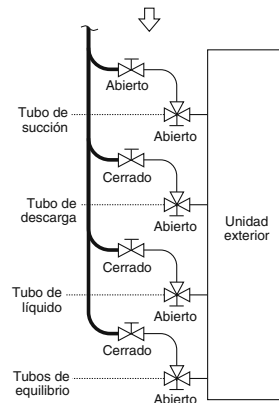 Abierto
Tubo de
succión
Abierto
Cerrado
Tubo de
descarga
Abierto
Unidad
exterior
Cerrado
Tubo de
líquido
Abierto
Cerrado
Tubos de
equilibrio
Abierto